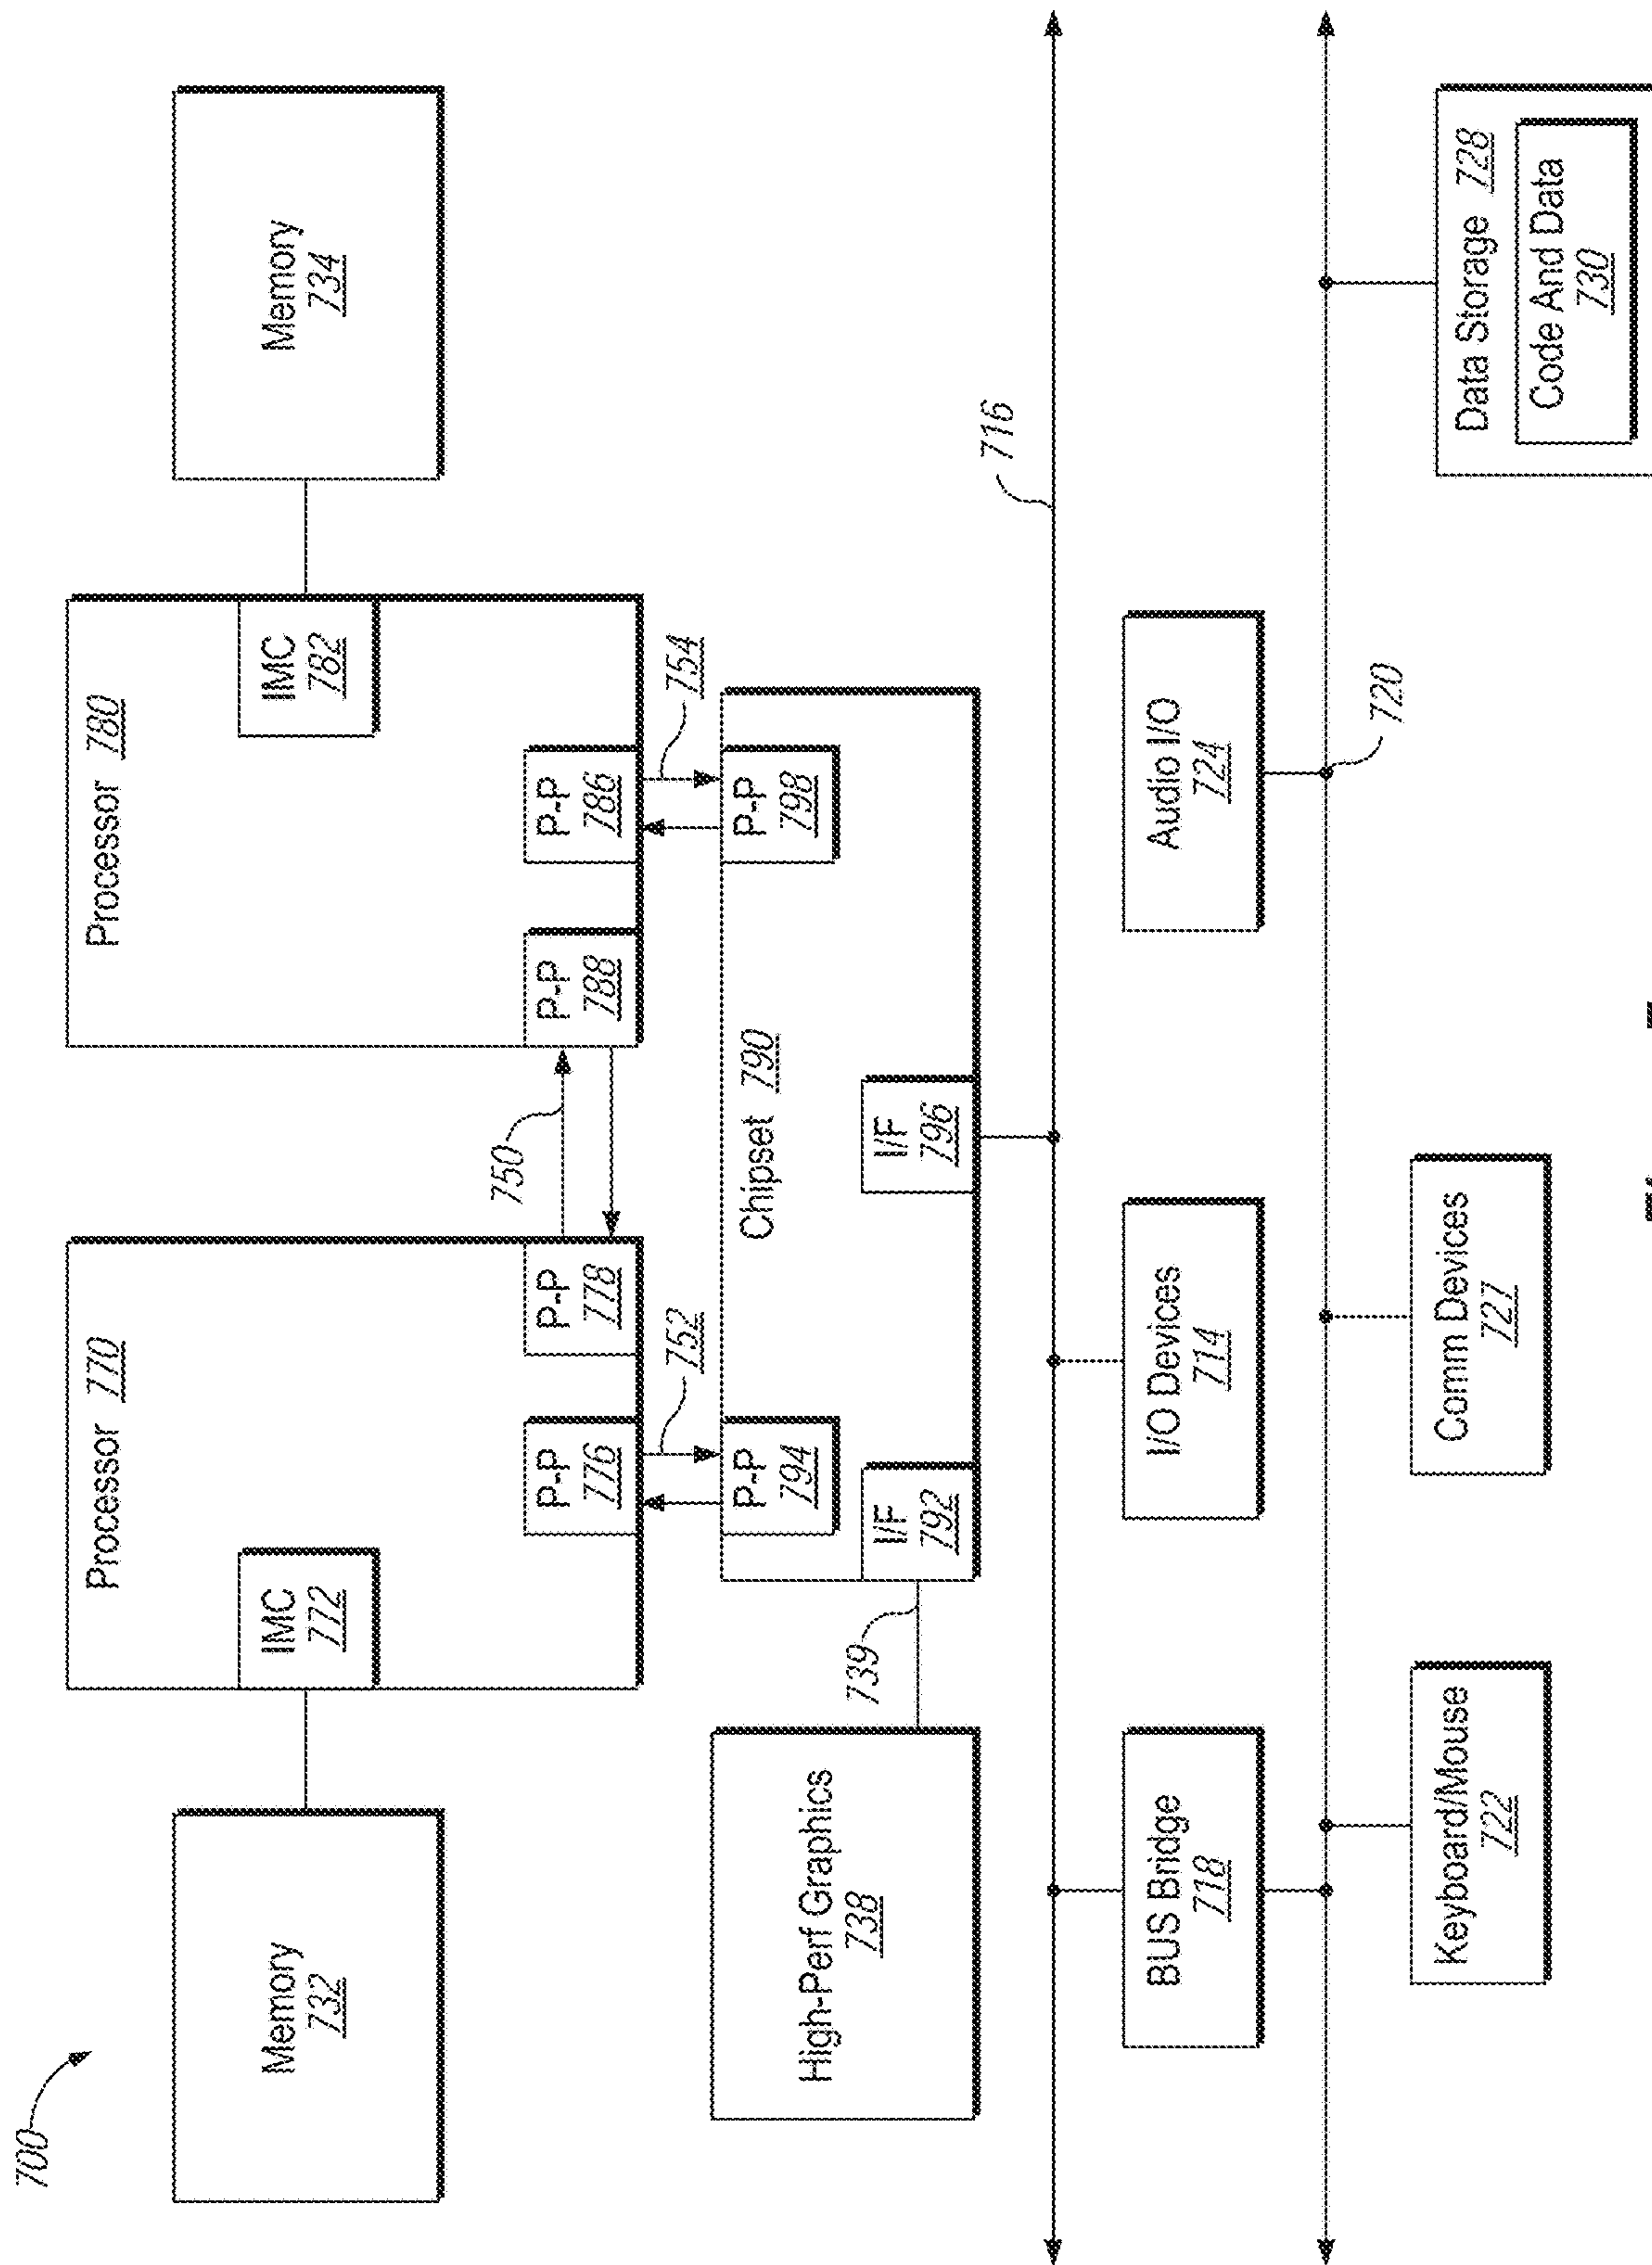 700
Memory
732
Processor 770
IMC
772
P-P
776
P-P
778
750
Processor 780
P-P
788
P-P
786
IMC
782
Memory
734
752
754
High-Perf Graphics
738
739
Chipset 790
P-P
794
P-P
798
I/F
792
I/F
796
716
BUS Bridge
718
I/O Devices
714
Audio I/O
724
720
Keyboard/Mouse
722
Comm Devices
727
Data Storage 728
Code And Data
730